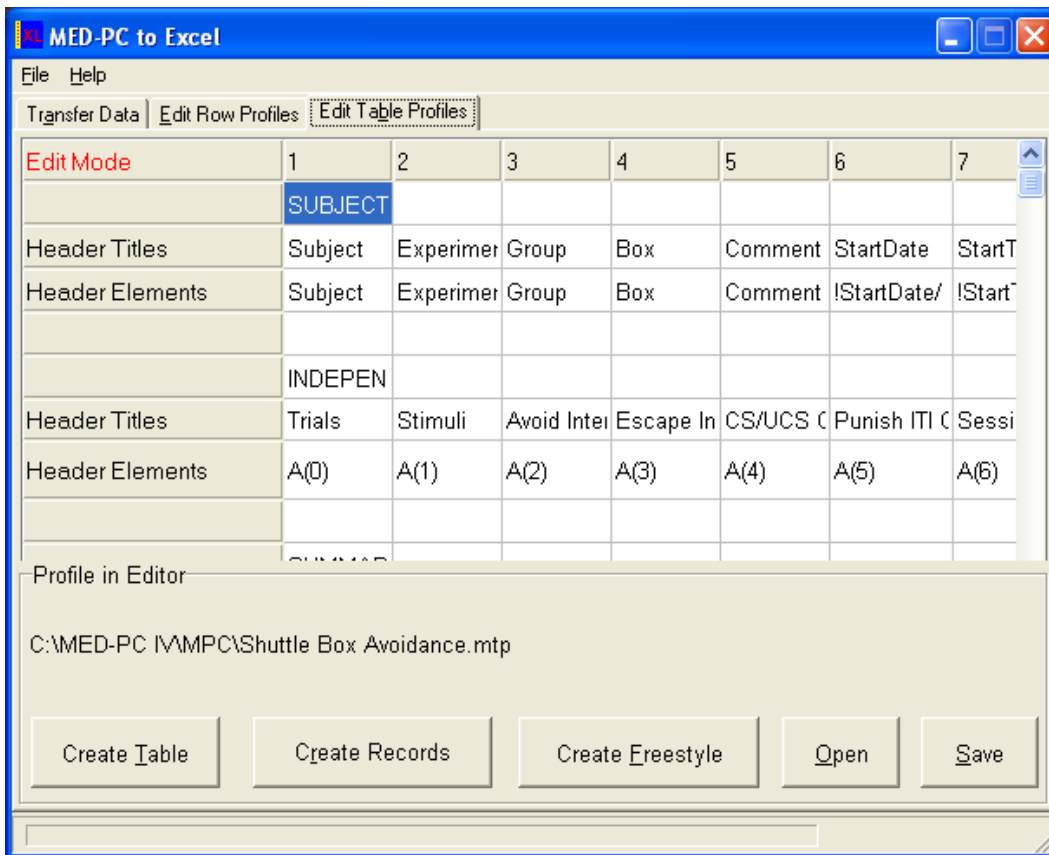 XL MED-PC to Excel
File Help
Transfer Data Edit Row Profiles Edit Table Profiles
Edit Mode 1 2 3 4 5 6 7
SUBJECT
Header Titles Subject Experimer Group Box Comment StartDate StartT
Header Elements Subject Experimer Group Box Comment !StartDate/ !StartT
INDEPEN
Header Titles Trials Stimuli Avoid Inter Escape In CS/UCS ( Punish ITI ( Sessi
Header Elements A(0) A(1) A(2) A(3) A(4) A(5) A(6)
Profile in Editor
C:\MED-PC IV\MPC\Shuttle Box Avoidance.mtp
Create Table Create Records Create Freestyle Open Save